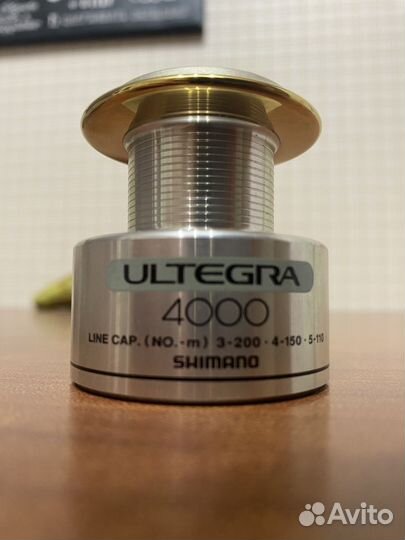 ULTEGRA
4000
LINE CAP. (NO.-m) 3-200 · 4-150 · 5-110
SHIMANO
Avito